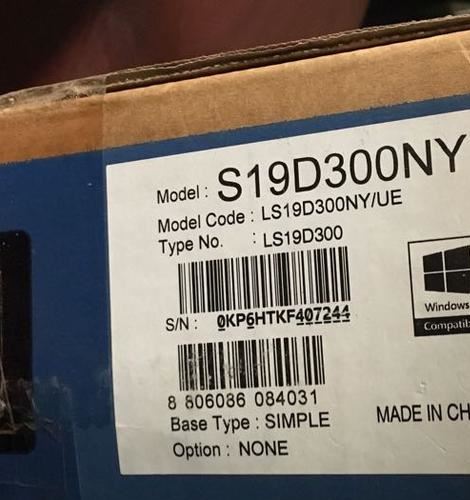 Model : S19D300NY
Model Code : LS19D300NY/UE
Type No. : LS19D300
S/N : 0KP6HTKF407244
8 806086 084031
Base Type : SIMPLE
Option : NONE
Windows
Compatib
MADE IN CH